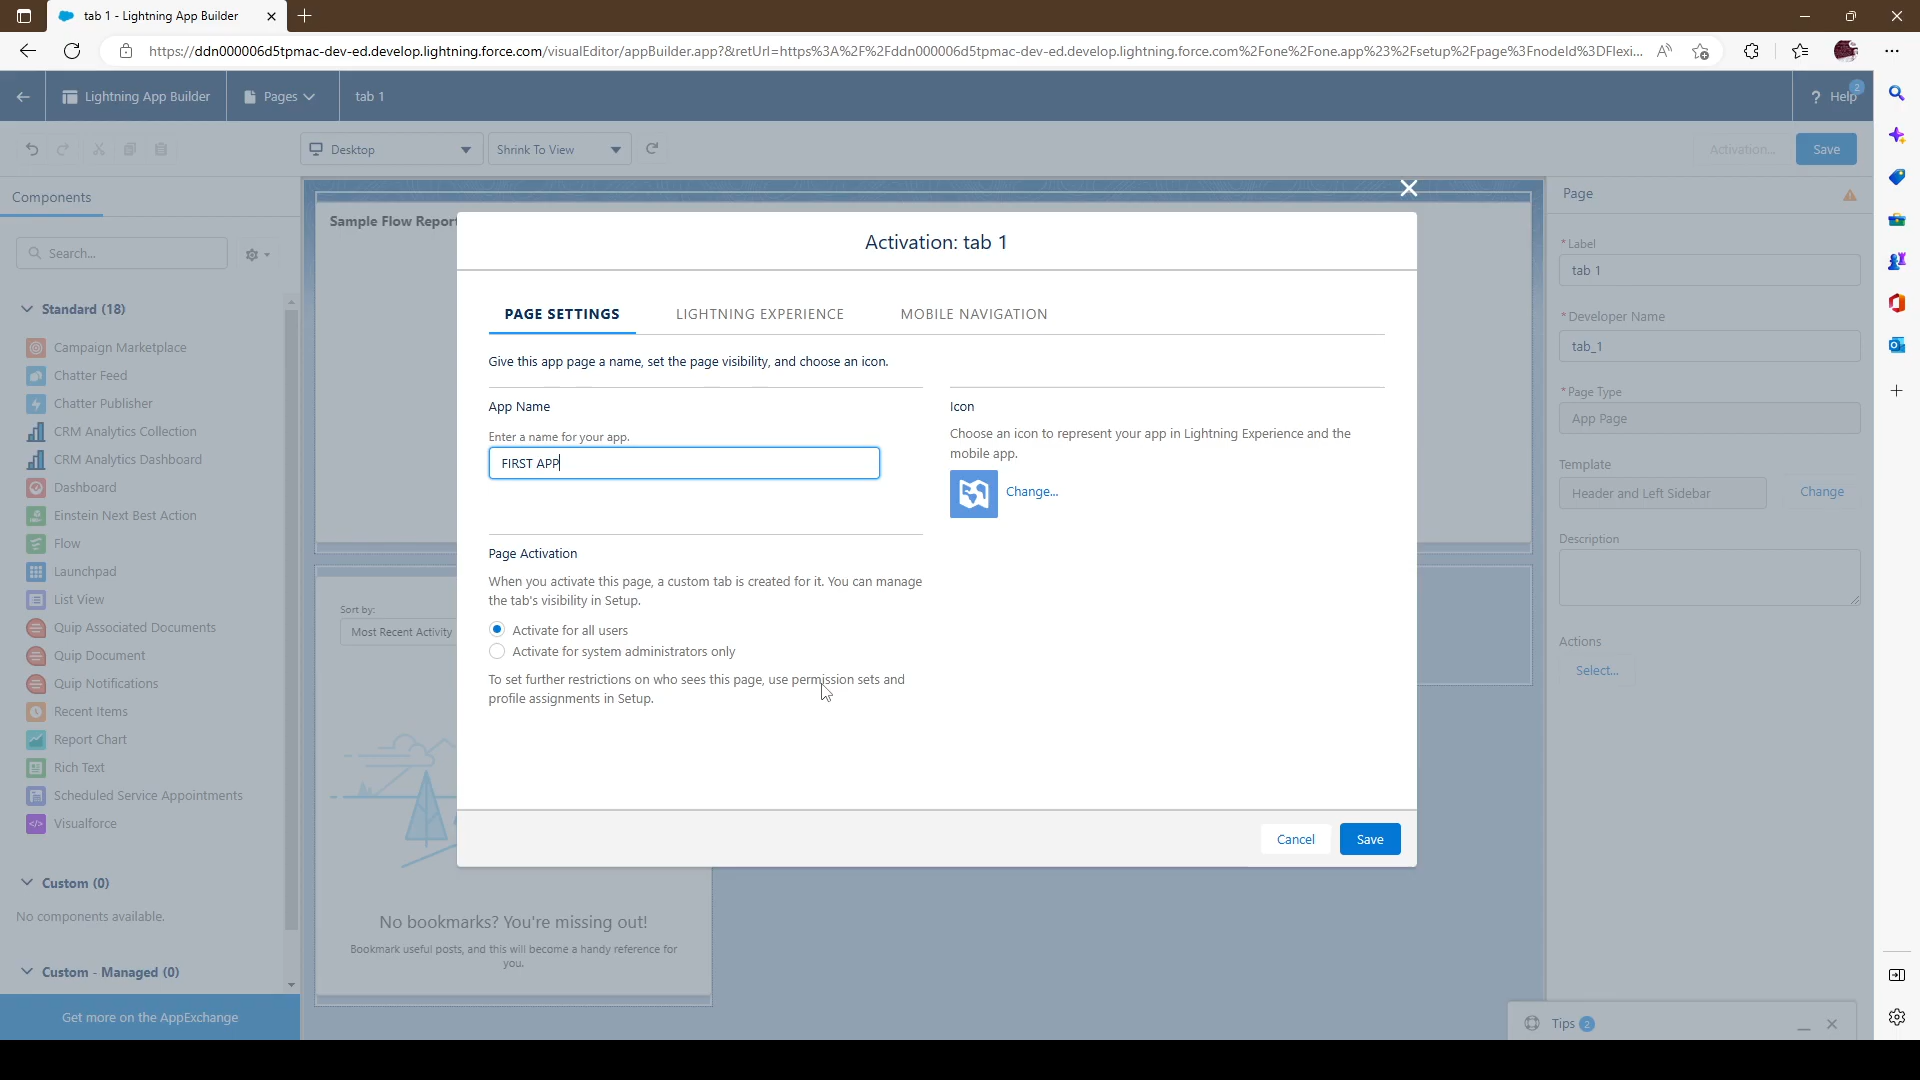 tab 1 - Lightning App Builder
https://ddn000006d5tpmac-dev-ed.develop.lightning.force.com/visualEditor/appBuilder.app?&retUrl=https%3A%2F%2Fddn000006d5tpmac-dev-ed.develop.lightning.force.com%2Fone%2Fone.app%23%2Fsetup%2Fpage%3FnodeId%3DFlexi...
Lightning App Builder
Pages
tab 1
? Help
2
Desktop
Shrink To View
Activation...
Save
Components
Search...
Standard (18)
Campaign Marketplace
Chatter Feed
Chatter Publisher
CRM Analytics Collection
CRM Analytics Dashboard
Dashboard
Einstein Next Best Action
Flow
Launchpad
List View
Quip Associated Documents
Quip Document
Quip Notifications
Recent Items
Report Chart
Rich Text
Scheduled Service Appointments
Visualforce
Custom (0)
No components available.
Custom - Managed (0)
Get more on the AppExchange
Sample Flow Report
Sort by:
Most Recent Activity
No bookmarks? You're missing out!
Bookmark useful posts, and this will become a handy reference for
you.
Activation: tab 1
PAGE SETTINGS
LIGHTNING EXPERIENCE
MOBILE NAVIGATION
Give this app page a name, set the page visibility, and choose an icon.
App Name
Enter a name for your app.
FIRST APP
Icon
Choose an icon to represent your app in Lightning Experience and the
mobile app.
Change...
Page Activation
When you activate this page, a custom tab is created for it. You can manage
the tab's visibility in Setup.
Activate for all users
Activate for system administrators only
To set further restrictions on who sees this page, use permission sets and
profile assignments in Setup.
Cancel
Save
Page
* Label
tab 1
* Developer Name
tab_1
* Page Type
App Page
Template
Header and Left Sidebar
Change
Description
Actions
Select...
Tips 2